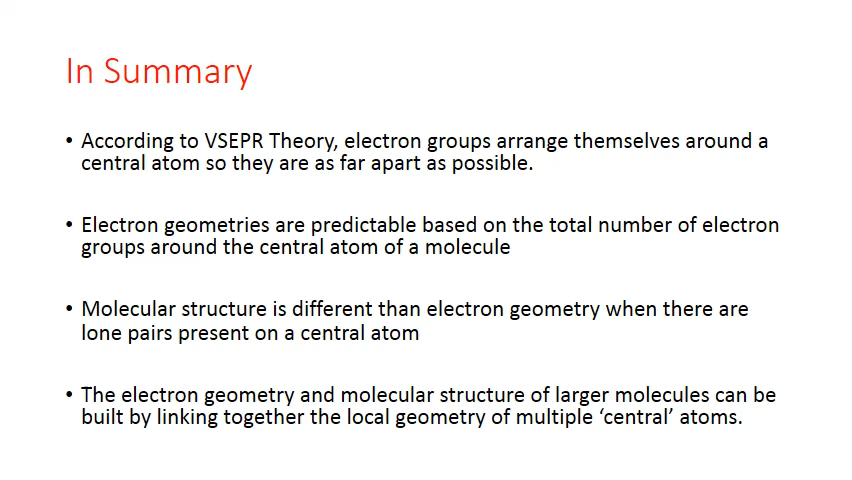 In Summary
• According to VSEPR Theory, electron groups arrange themselves around a
central atom so they are as far apart as possible.
• Electron geometries are predictable based on the total number of electron
groups around the central atom of a molecule
• Molecular structure is different than electron geometry when there are
lone pairs present on a central atom
• The electron geometry and molecular structure of larger molecules can be
built by linking together the local geometry of multiple ‘central’ atoms.